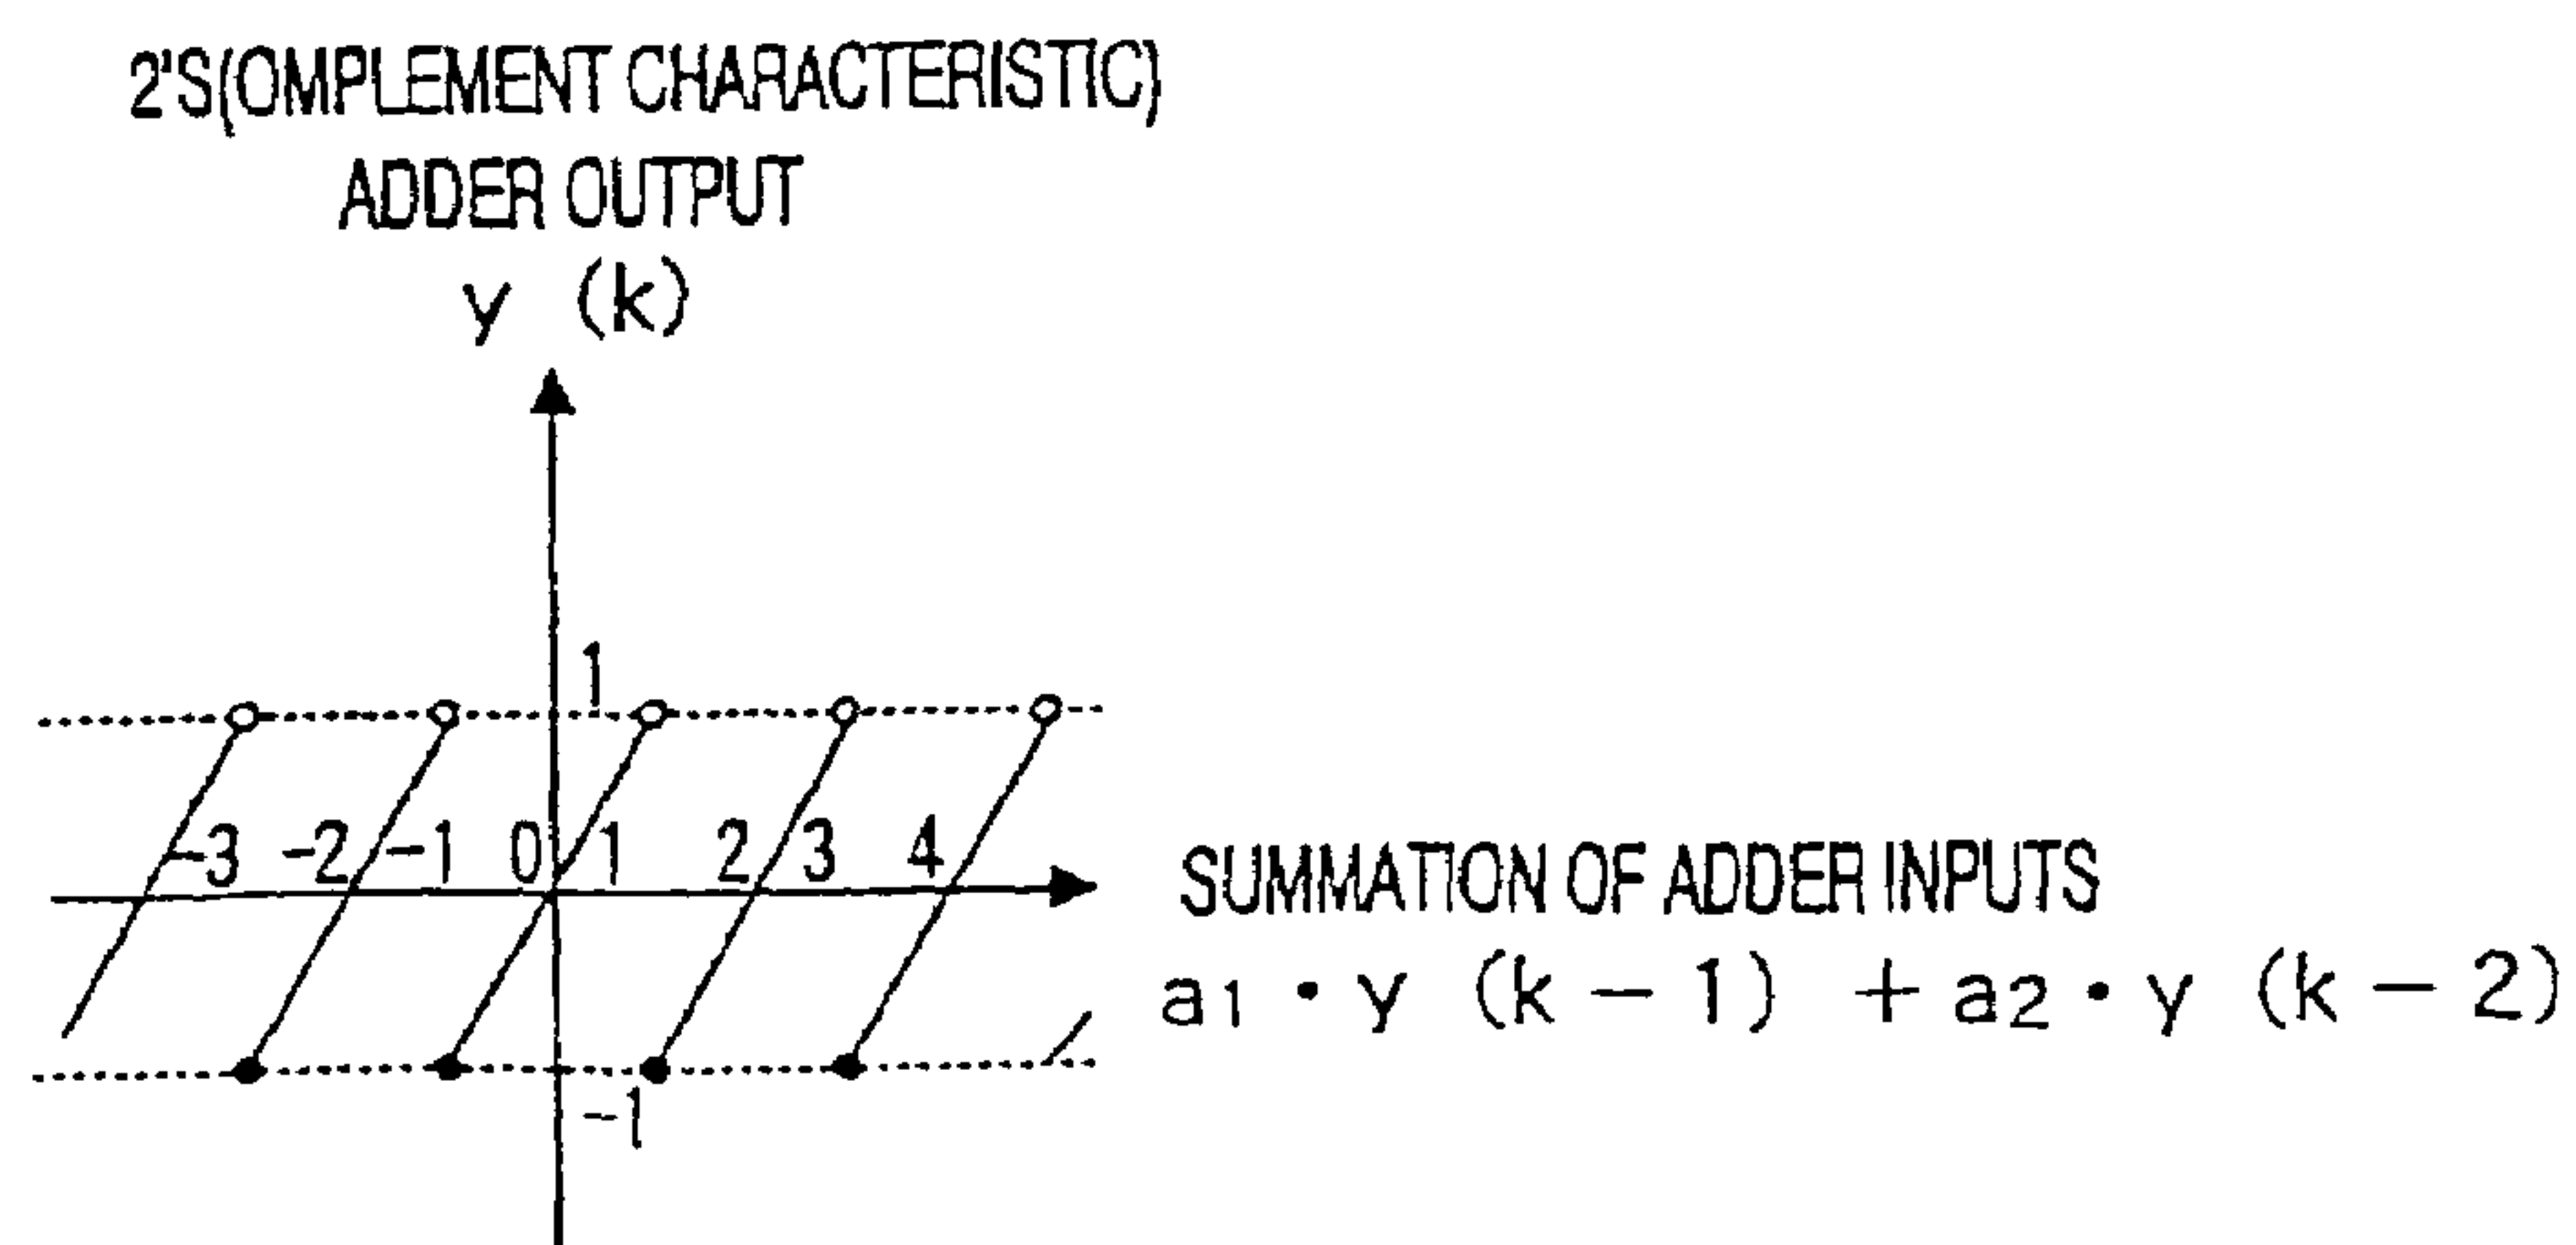 2'S(OMPLEMENT CHARACTERISTIC)
ADDER OUTPUT
y (k)
1
-3 -2 -1 0 1 2 3 4
SUMMATION OF ADDER INPUTS
a1・y (k－1) ＋a2・y (k－2)
-1